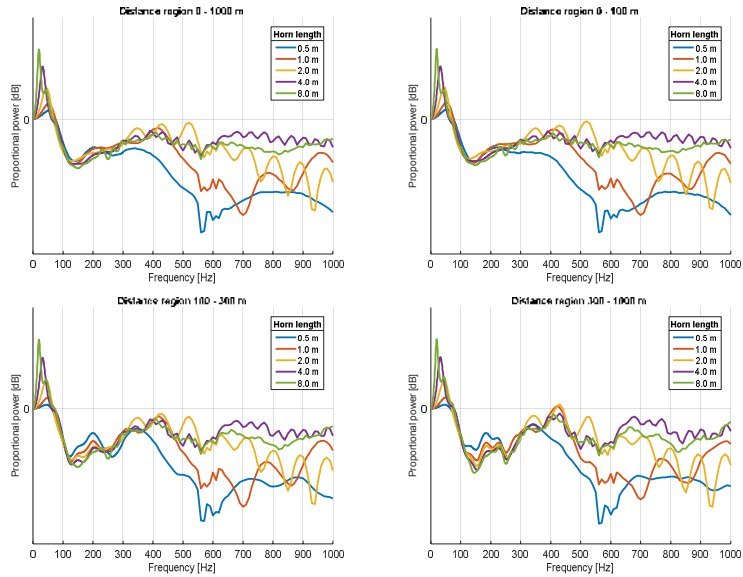 Distance region 0 - 1000 m
Proportional power [dB]
0
Horn length
0.5 m
1.0 m
2.0 m
4.0 m
8.0 m
0 100 200 300 400 500 600 700 800 900 1000
Frequency [Hz]
Distance region 0 - 100 m
Proportional power [dB]
0
Horn length
0.5 m
1.0 m
2.0 m
4.0 m
8.0 m
0 100 200 300 400 500 600 700 800 900 1000
Frequency [Hz]
Distance region 100 - 300 m
Proportional power [dB]
0
Horn length
0.5 m
1.0 m
2.0 m
4.0 m
8.0 m
0 100 200 300 400 500 600 700 800 900 1000
Frequency [Hz]
Distance region 300 - 1000 m
Proportional power [dB]
0
Horn length
0.5 m
1.0 m
2.0 m
4.0 m
8.0 m
0 100 200 300 400 500 600 700 800 900 1000
Frequency [Hz]